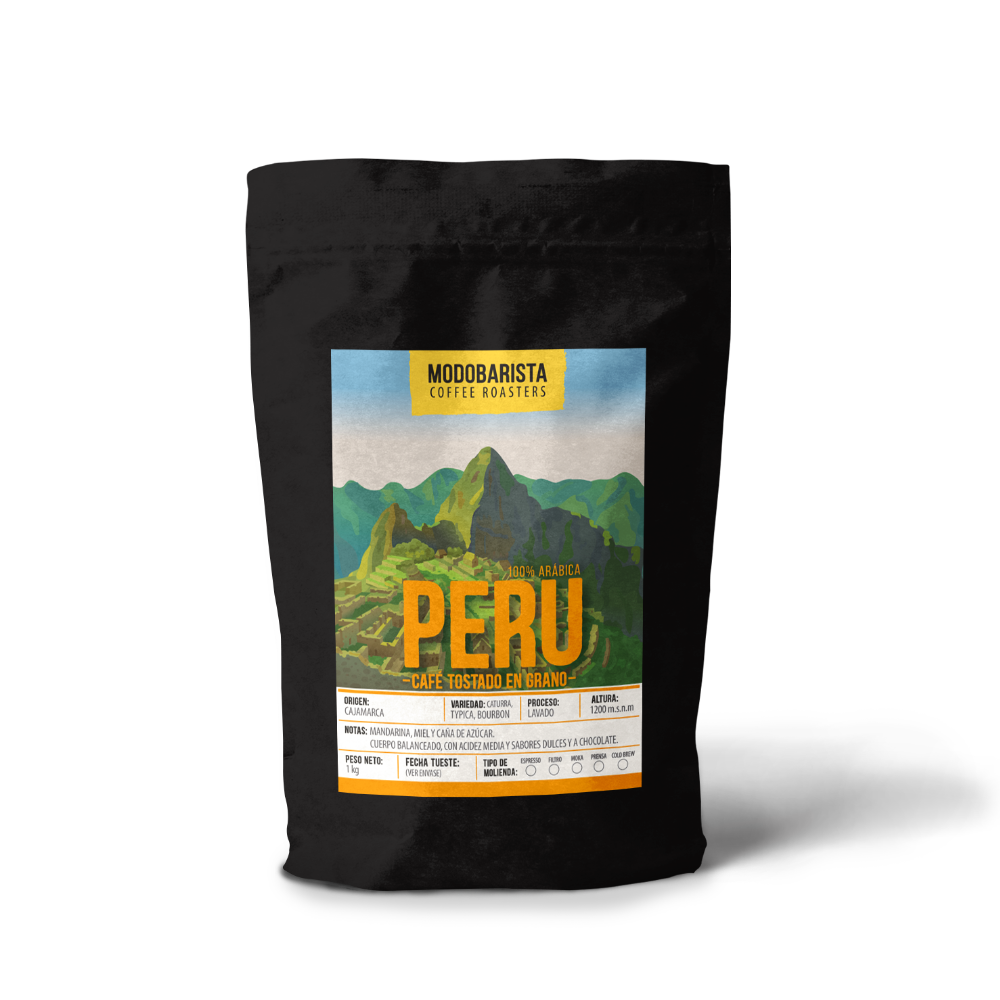 MODOBARISTA
COFFEE ROASTERS
100% ARÁBICA
PERU
-CAFÉ TOSTADO EN GRANO-
ORIGEN:
CAJAMARCA
VARIEDAD: CATURRA,
TYPICA, BOURBON
PROCESO:
LAVADO
ALTURA:
1200 m.s.n.m
NOTAS: MANDARINA, MIEL Y CAÑA DE AZÚCAR.
CUERPO BALANCEADO, CON ACIDEZ MEDIA Y SABORES DULCES Y A CHOCOLATE.
PESO NETO:
1 kg
FECHA TUESTE:
(VER ENVASE)
TIPO DE
MOLIENDA:
ESPRESSO FILTRO MOKA PRENSA COLD BREW